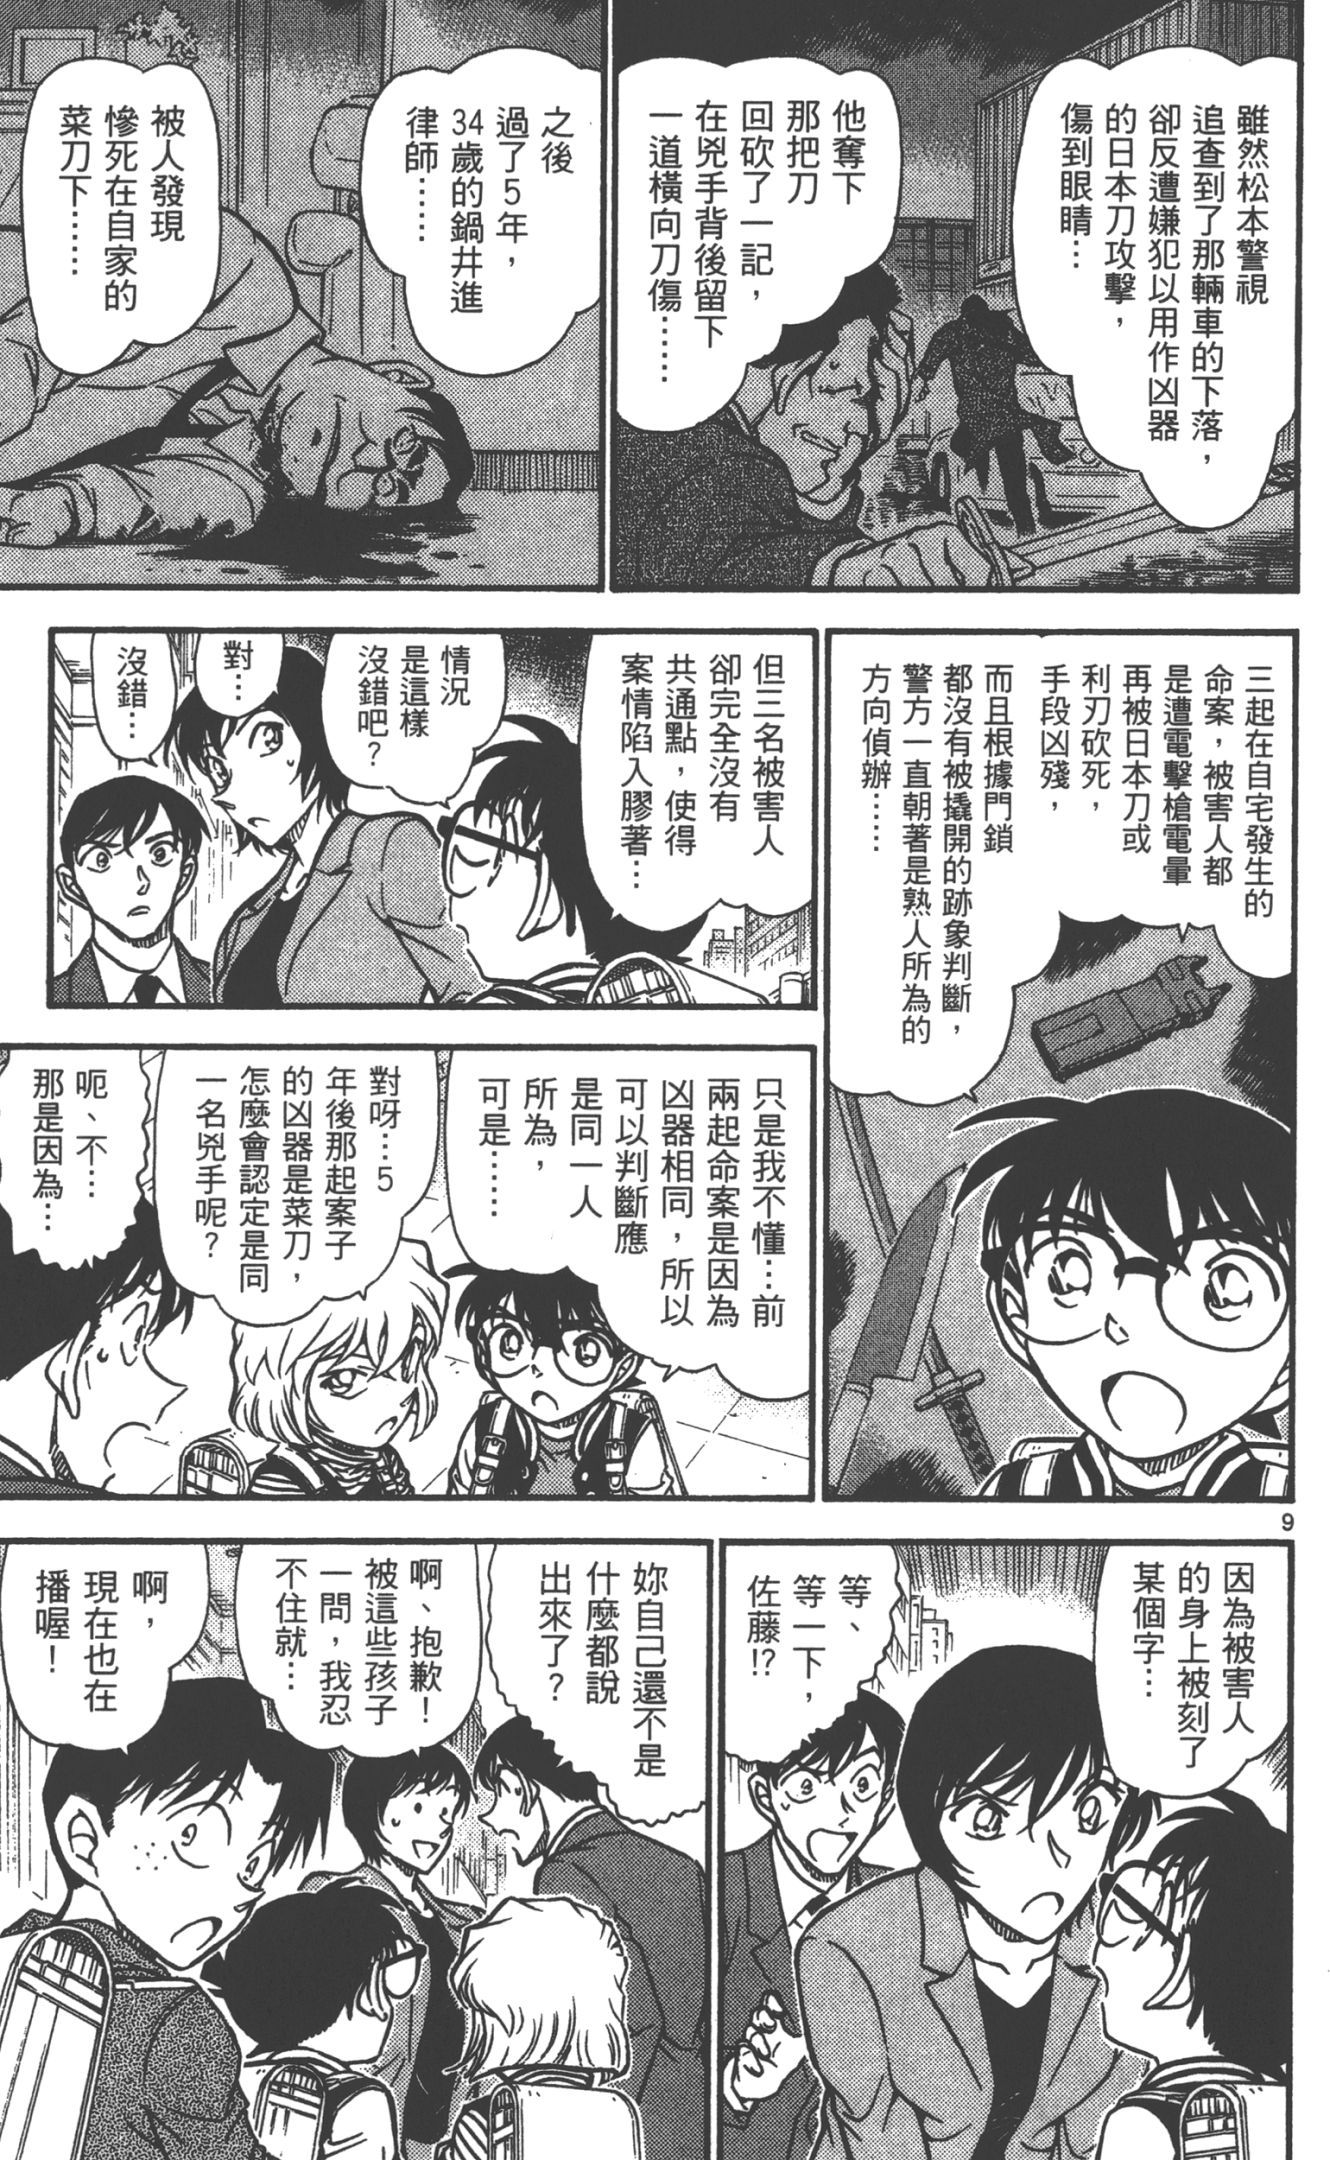 雖然松本警視
追查到了那輛車的下落，
卻反遭嫌犯以用作凶器
的日本刀攻擊，
傷到眼睛…
他奪下
那把刀
回砍了一記，
在兇手背後留下
一道橫向刀傷……
之後
過了5年，
34歲的鍋井進
律師……
被人發現
慘死在自家的
菜刀下……
三起在自宅發生的
命案，被害人都
是遭電擊槍電暈
再被日本刀或
利刃砍死，
手段凶殘，
而且根據門鎖
都沒有被撬開的跡象判斷，
警方一直朝著是熟人所為的
方向偵辦……
但三名被害人
卻完全沒有
共通點，使得
案情陷入膠著…
情況
是這樣
沒錯吧？
對…
沒錯…
只是我不懂…前
兩起命案是因為
凶器相同，所以
可以判斷應
是同一人
所為，
可是……
對呀…5
年後那起案子
的凶器是菜刀，
怎麼會認定是同
一名兇手呢？
呃、不…
那是因為…
9
因為被害人
的身上被刻了
某個字…
等、
等一下，
佐藤!?
妳自己還不是
什麼都說
出來了？
啊、抱歉！
被這些孩子
一問，我忍
不住就…
啊，
現在也在
播喔！